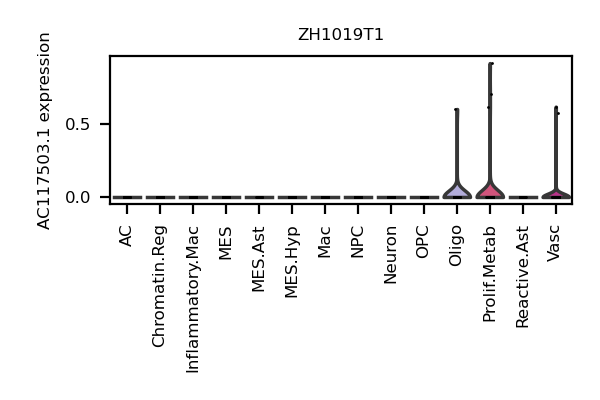 ZH1019T1
AC117503.1 expression
0.5
0.0
AC
Chromatin.Reg
Inflammatory.Mac
MES
MES.Ast
MES.Hyp
Mac
NPC
Neuron
OPC
Oligo
Prolif.Metab
Reactive.Ast
Vasc